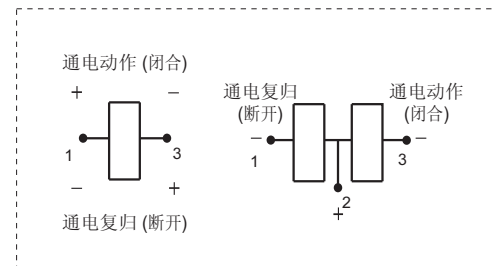 通电动作 (闭合)
+ −
1 3
− +
通电复归 (断开)
通电复归 通电动作
(断开) (闭合)
− −
1 3
2
+